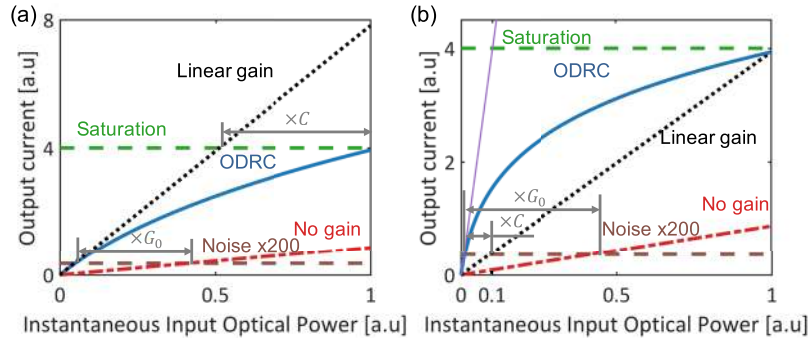 (a)
8
4
0
Output current [a.u]
Linear gain
×C
Saturation
ODRC
×G₀
No gain
Noise x200
0
0.5
1
Instantaneous Input Optical Power [a.u]
(b)
4
2
0
Output current [a.u]
Saturation
ODRC
Linear gain
×G₀
×C
No gain
Noise x200
0
0.1
0.5
1
Instantaneous Input Optical Power [a.u]